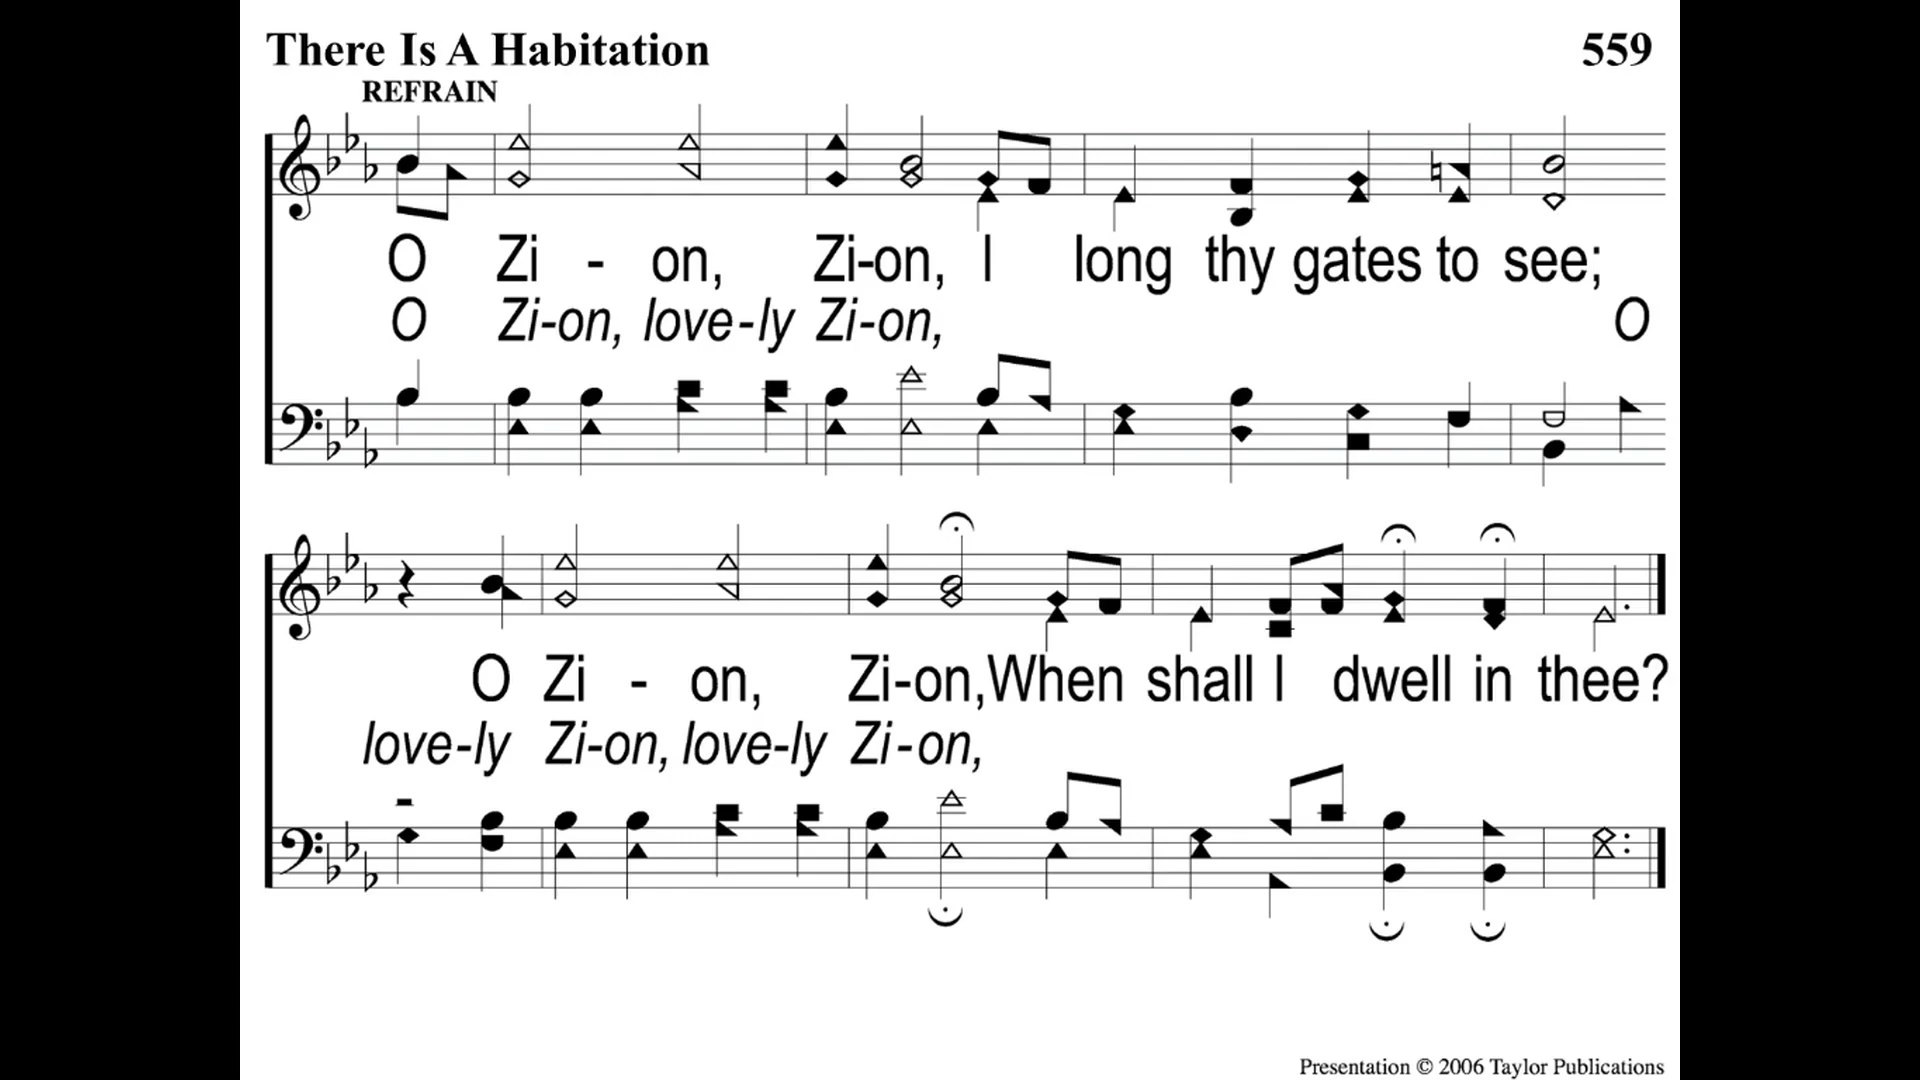 There Is A Habitation 559
REFRAIN
O Zi - on, Zi-on, I long thy gates to see;
O Zi-on, love-ly Zi-on, O
O Zi - on, Zi-on, When shall I dwell in thee?
love-ly Zi-on, love-ly Zi-on,
Presentation © 2006 Taylor Publications